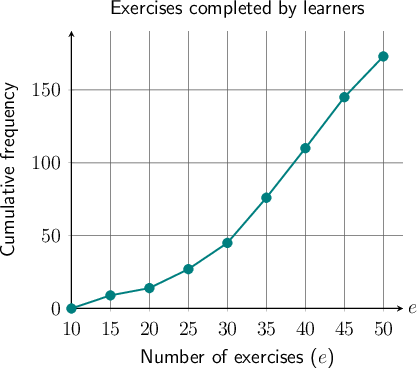 Exercises completed by learners
Cumulative frequency
150
100
50
0
10 15 20 25 30 35 40 45 50
e
Number of exercises (e)